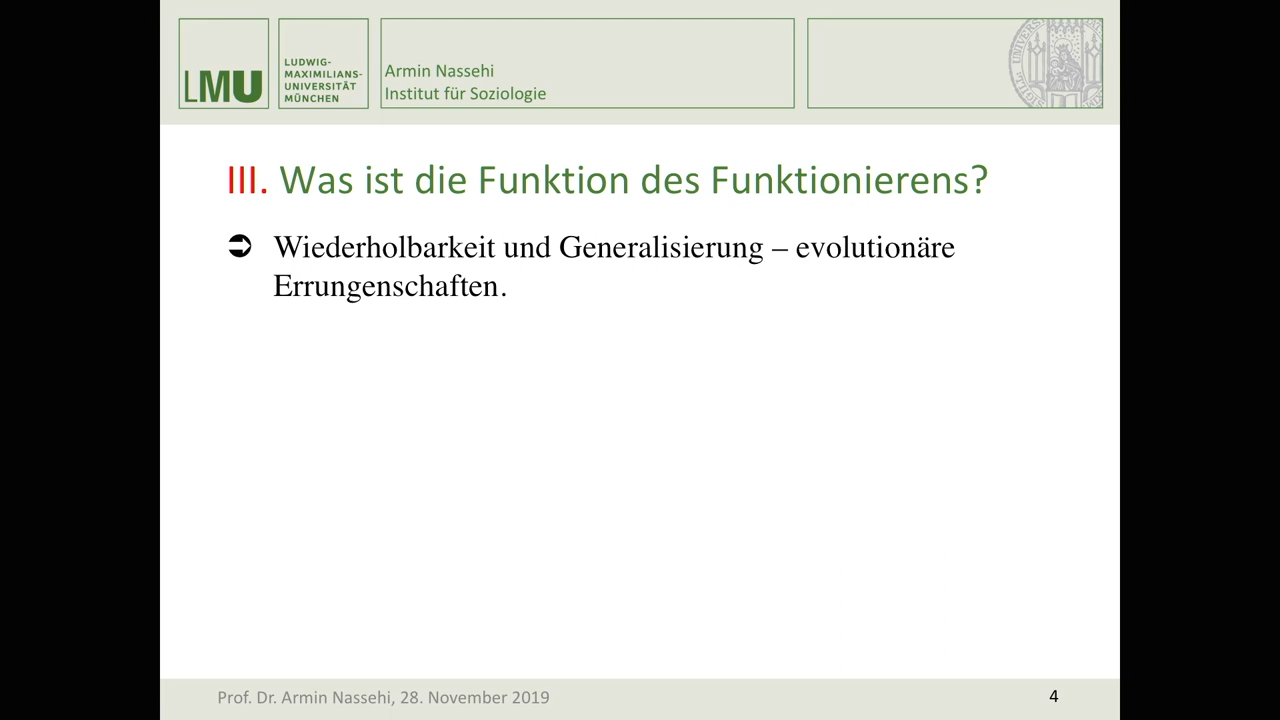 LMU
LUDWIG-
MAXIMILIANS-
UNIVERSITÄT
MÜNCHEN
Armin Nassehi
Institut für Soziologie
III. Was ist die Funktion des Funktionierens?
➲ Wiederholbarkeit und Generalisierung – evolutionäre
Errungenschaften.
Prof. Dr. Armin Nassehi, 28. November 2019
4